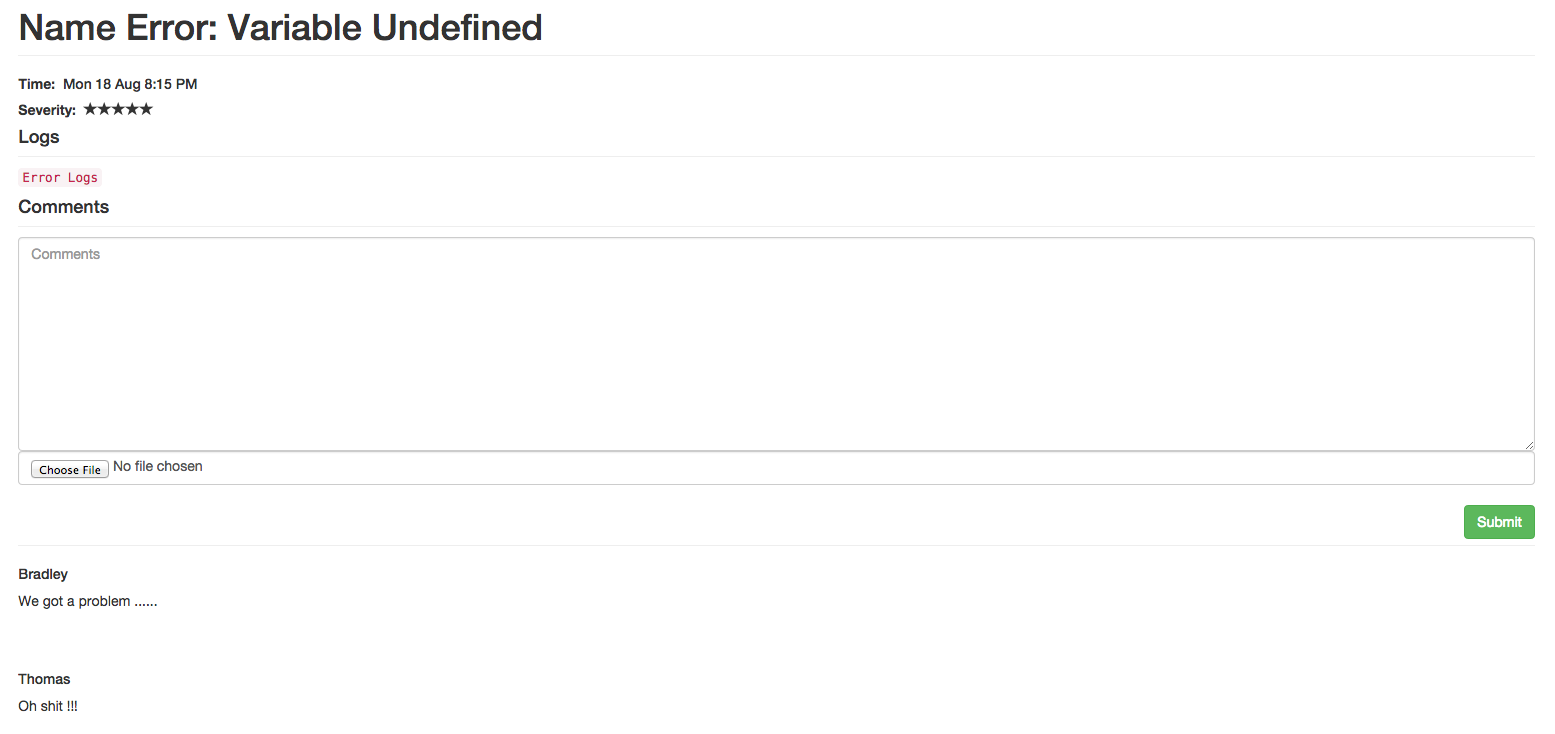 Name Error: Variable Undefined
Time: Mon 18 Aug 8:15 PM
Severity: ★★★★★
Logs
Error Logs
Comments
Comments
Choose File No file chosen
Submit
Bradley
We got a problem ......
Thomas
Oh shit !!!